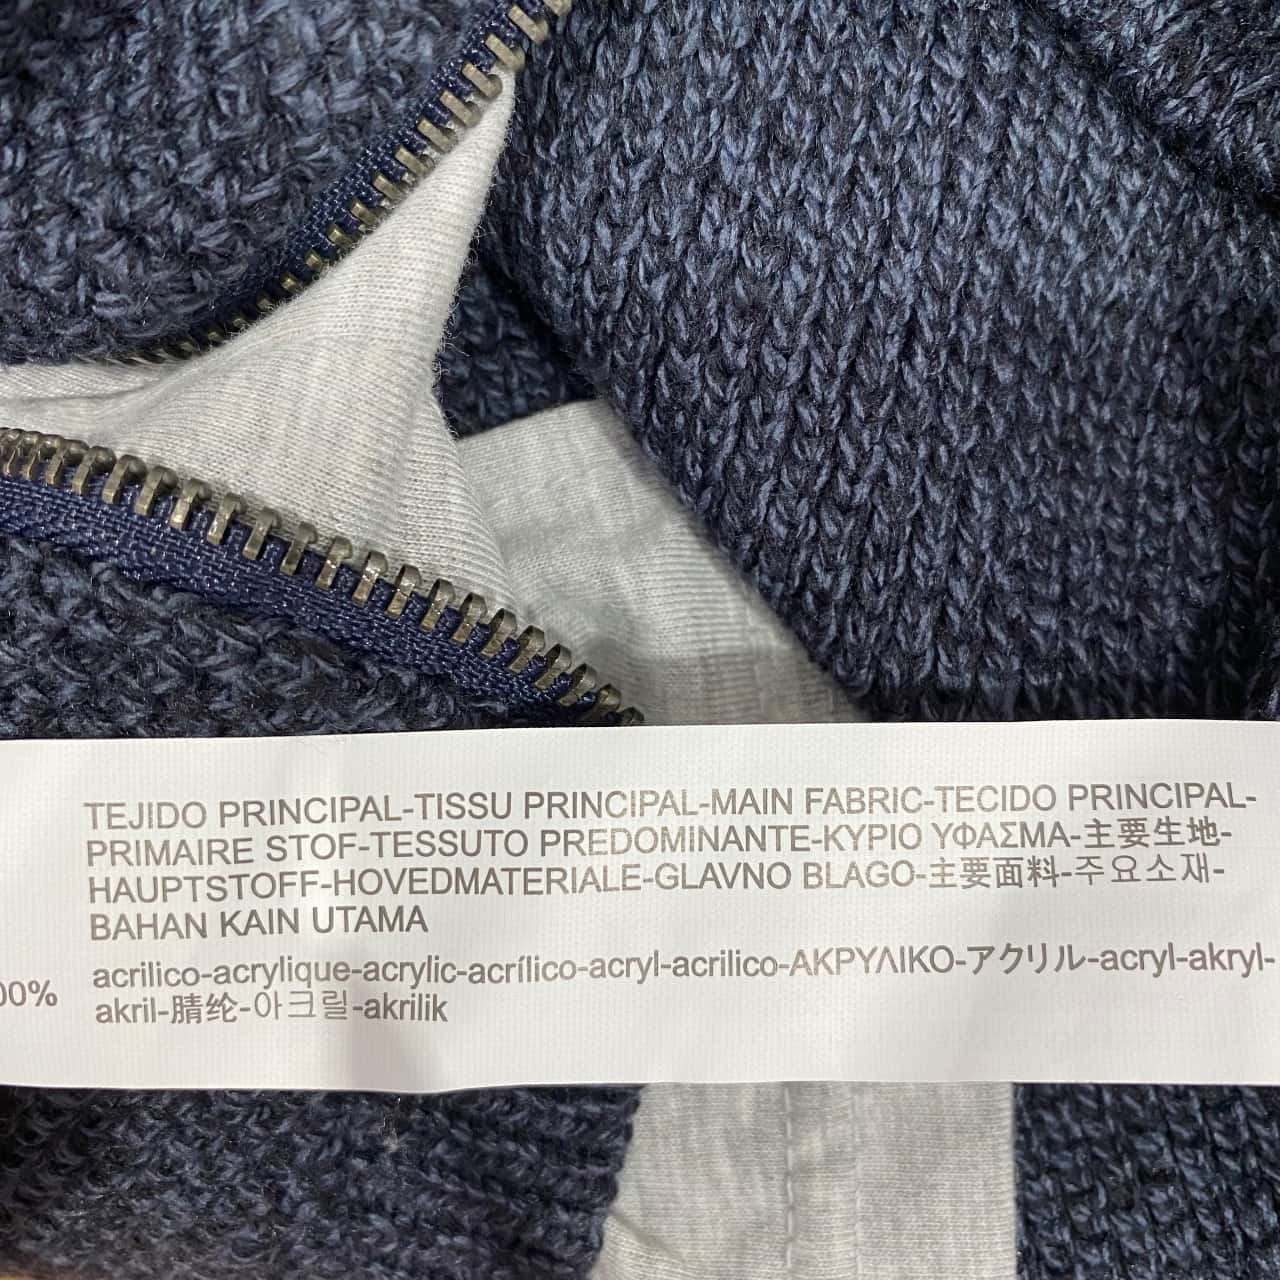 TEJIDO PRINCIPAL-TISSU PRINCIPAL-MAIN FABRIC-TECIDO PRINCIPAL-
PRIMAIRE STOF-TESSUTO PREDOMINANTE-ΚΥΡΙΟ ΥΦΑΣΜΑ-主要生地-
HAUPTSTOFF-HOVEDMATERIALE-GLAVNO BLAGO-主要面料-주요소재-
BAHAN KAIN UTAMA
00% acrilico-acrylique-acrylic-acrílico-acryl-acrilico-ΑΚΡΥΛΙΚΟ-アクリル-acryl-akryl-
akril-腈纶-아크릴-akrilik